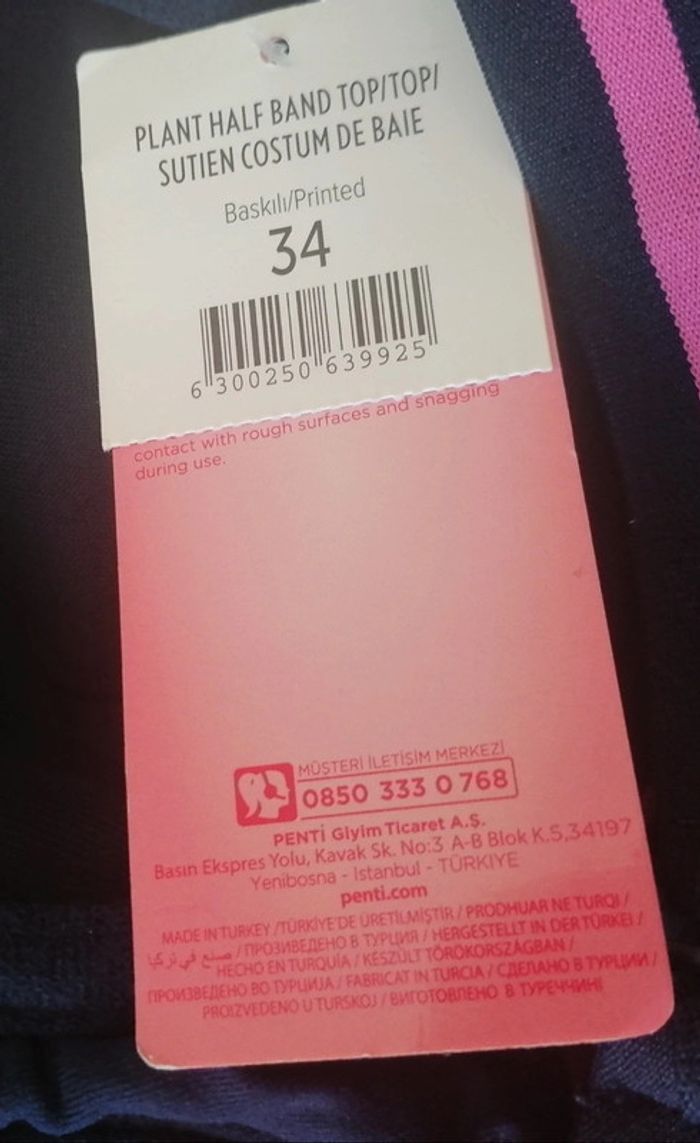 PLANT HALF BAND TOP/TOP/
SUTIEN COSTUM DE BAIE
Baskılı/Printed
34
6 300250 639925
contact with rough surfaces and snagging
during use.
MÜŞTERİ İLETİŞİM MERKEZİ
0850 333 0 768
PENTİ Giyim Ticaret A.Ş.
Basın Ekspres Yolu, Kavak Sk. No:3 A-B Blok K.5,34197
Yenibosna - Istanbul - TÜRKIYE
penti.com
MADE IN TURKEY /TÜRKİYE'DE ÜRETİLMİŞTİR / PRODHUAR NE TURQI /
صنع في تركيا / ПРОЗИВЕДЕНО В ТУРЦИЯ / HERGESTELLT IN DER TÜRKEI /
HECHO EN TURQUÍA / KÉSZÜLT TÖRÖKORSZÁGBAN /
ПРОИЗВЕДЕНО ВО ТУРЦИЈА / FABRICAT IN TURCIA / СДЕЛАНО В ТУРЦИИ /
PROIZVEDENO U TURSKOJ / ВИГОТОВЛЕНО В ТУРЕЧЧИНІ